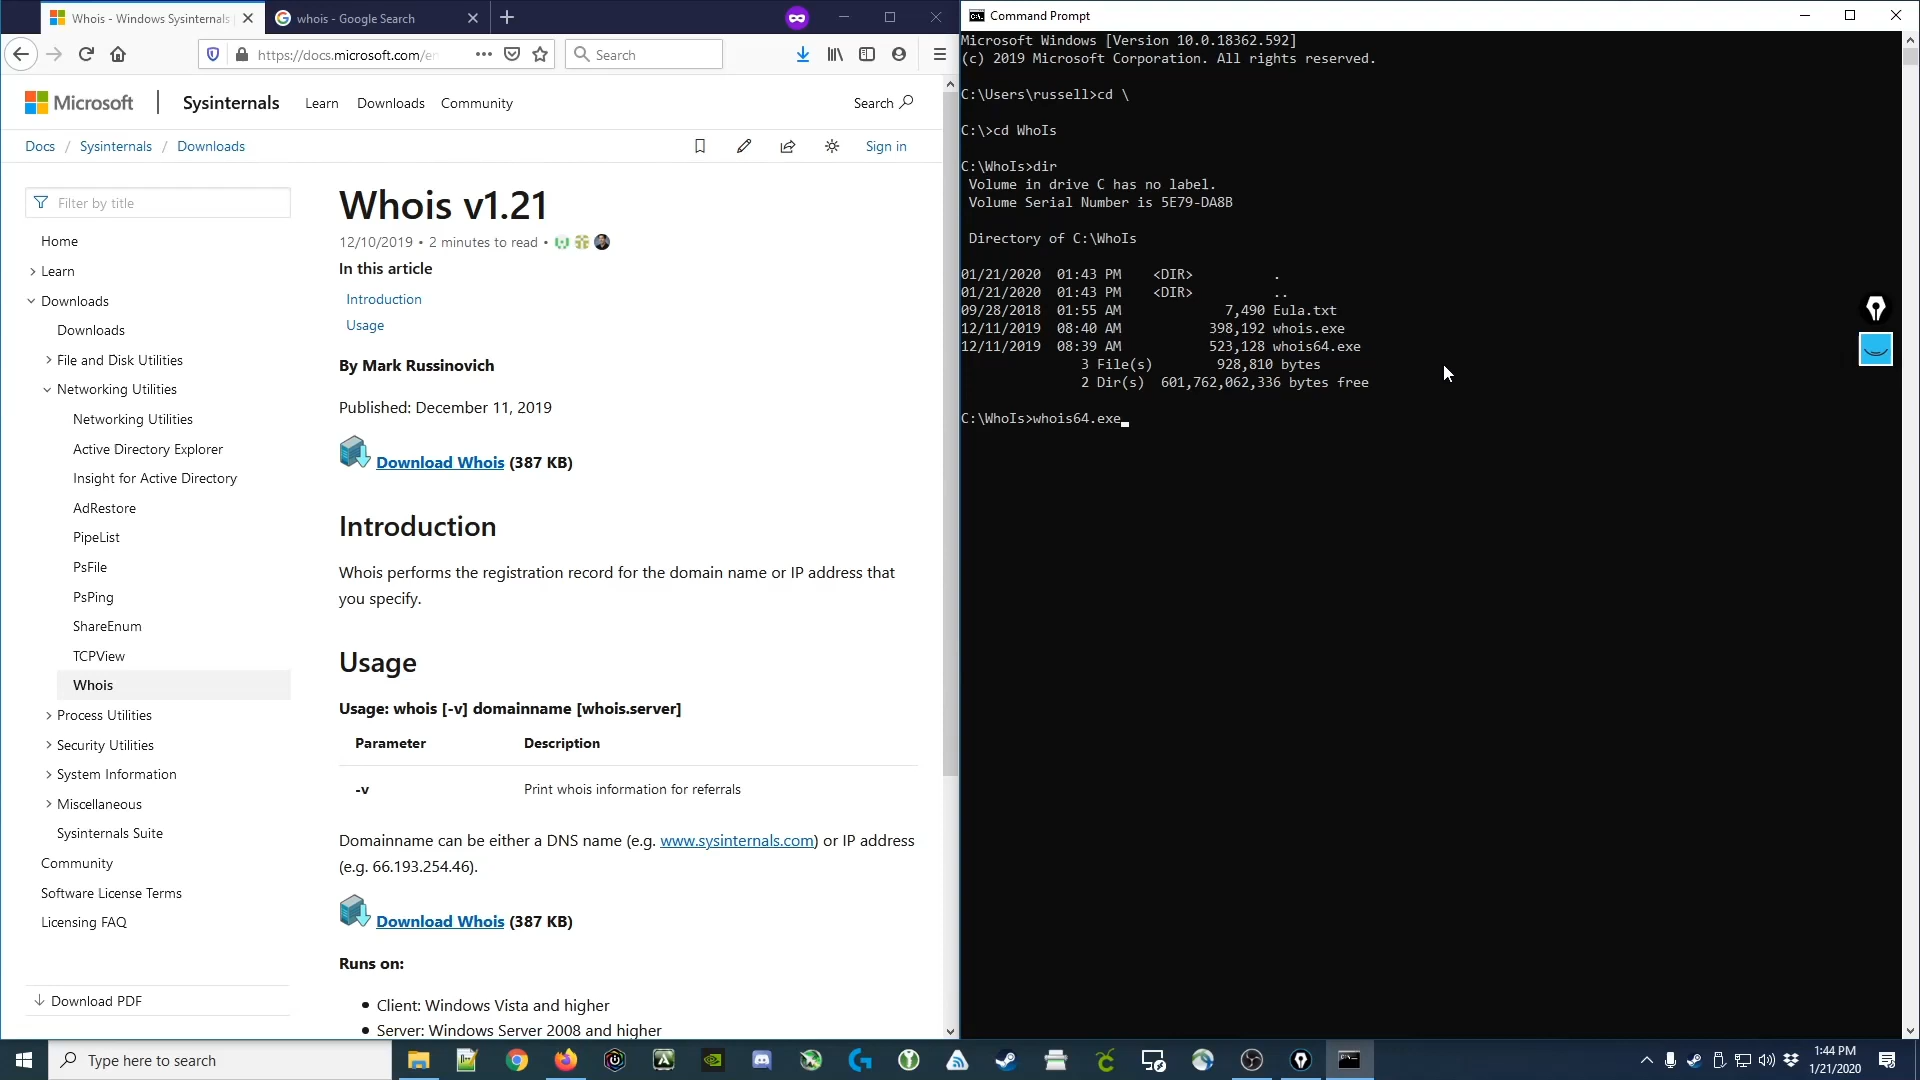 Whois - Windows Sysinternals
whois - Google Search
https://docs.microsoft.com/en
Search
Microsoft
Sysinternals
Learn
Downloads
Community
Search
Docs / Sysinternals / Downloads
Sign in
Filter by title
Home
Learn
Downloads
Downloads
File and Disk Utilities
Networking Utilities
Networking Utilities
Active Directory Explorer
Insight for Active Directory
AdRestore
PipeList
PsFile
PsPing
ShareEnum
TCPView
Whois
Process Utilities
Security Utilities
System Information
Miscellaneous
Sysinternals Suite
Community
Software License Terms
Licensing FAQ
Download PDF
Whois v1.21
12/10/2019 • 2 minutes to read •
In this article
Introduction
Usage
By Mark Russinovich
Published: December 11, 2019
Download Whois (387 KB)
Introduction
Whois performs the registration record for the domain name or IP address that
you specify.
Usage
Usage: whois [-v] domainname [whois.server]
Parameter Description
-v Print whois information for referrals
Domainname can be either a DNS name (e.g. www.sysinternals.com) or IP address
(e.g. 66.193.254.46).
Download Whois (387 KB)
Runs on:
• Client: Windows Vista and higher
• Server: Windows Server 2008 and higher
Command Prompt
Microsoft Windows [Version 10.0.18362.592]
(c) 2019 Microsoft Corporation. All rights reserved.
C:\Users\russell>cd \
C:\>cd WhoIs
C:\WhoIs>dir
Volume in drive C has no label.
Volume Serial Number is 5E79-DA8B
Directory of C:\WhoIs
01/21/2020 01:43 PM <DIR> .
01/21/2020 01:43 PM <DIR> ..
09/28/2018 01:55 AM 7,490 Eula.txt
12/11/2019 08:40 AM 398,192 whois.exe
12/11/2019 08:39 AM 523,128 whois64.exe
3 File(s) 928,810 bytes
2 Dir(s) 601,762,062,336 bytes free
C:\WhoIs>whois64.exe
Type here to search
1:44 PM
1/21/2020